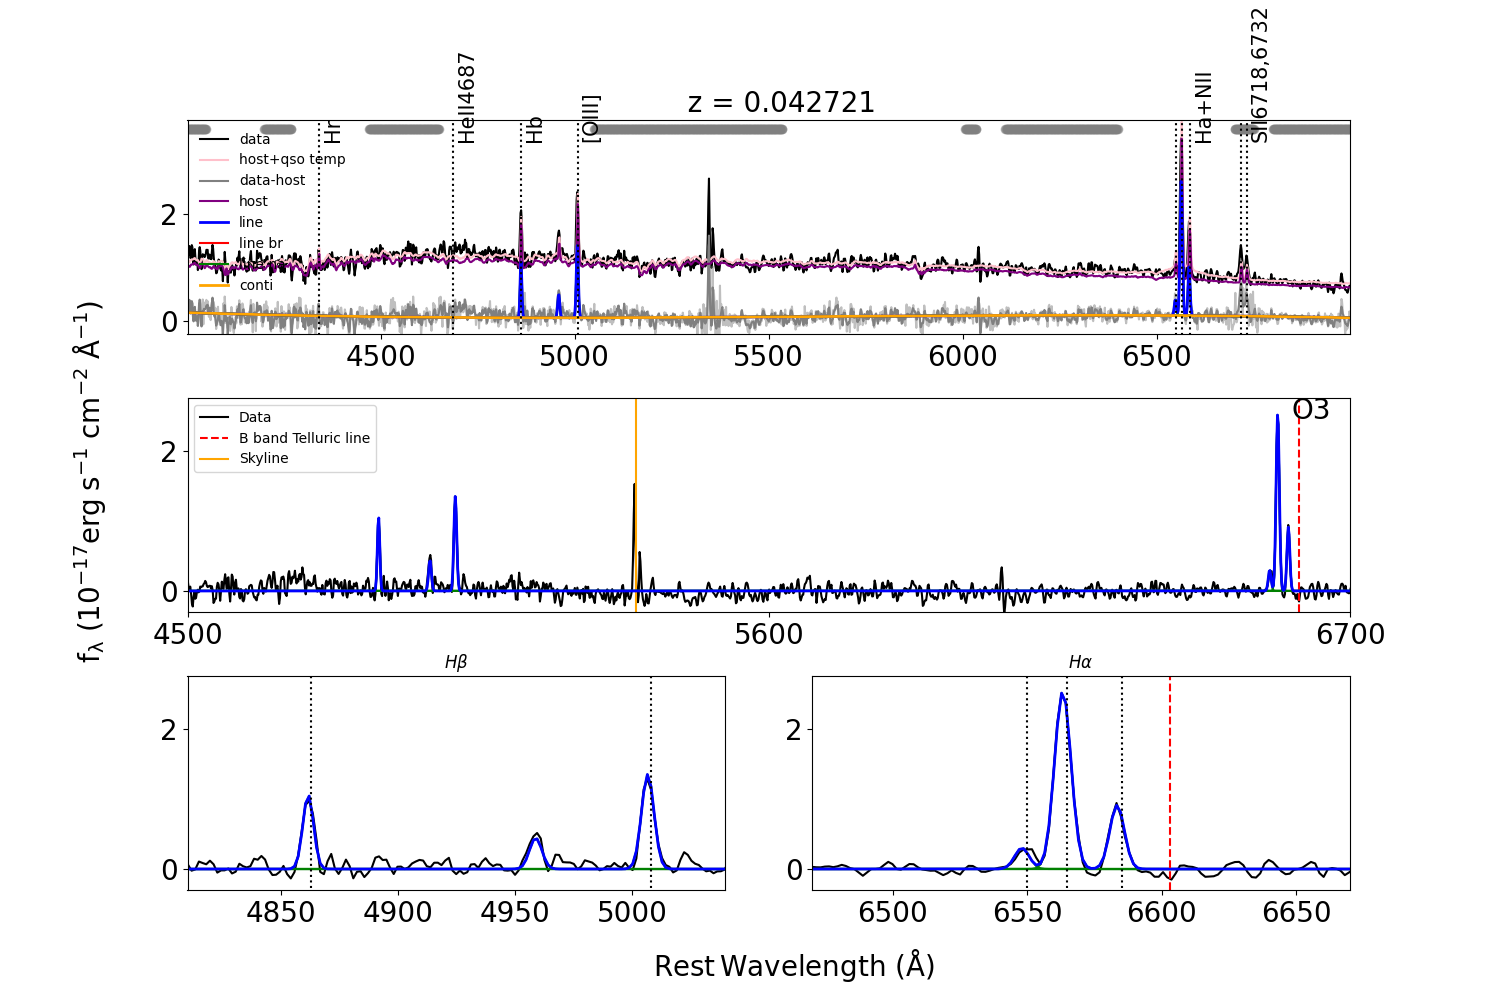 z = 0.042721
Hr
HeII4687
Hb
[OIII]
Ha+NII
SII6718,6732
data
host+qso temp
data-host
host
line
line br
conti
2
0
4500
5000
5500
6000
6500
fλ (10−17erg s−1 cm−2 Å−1)
Data
B band Telluric line
Skyline
O3
2
0
4500
5600
6700
Hβ
Hα
2
0
4850
4900
4950
5000
2
0
6500
6550
6600
6650
Rest Wavelength (Å)